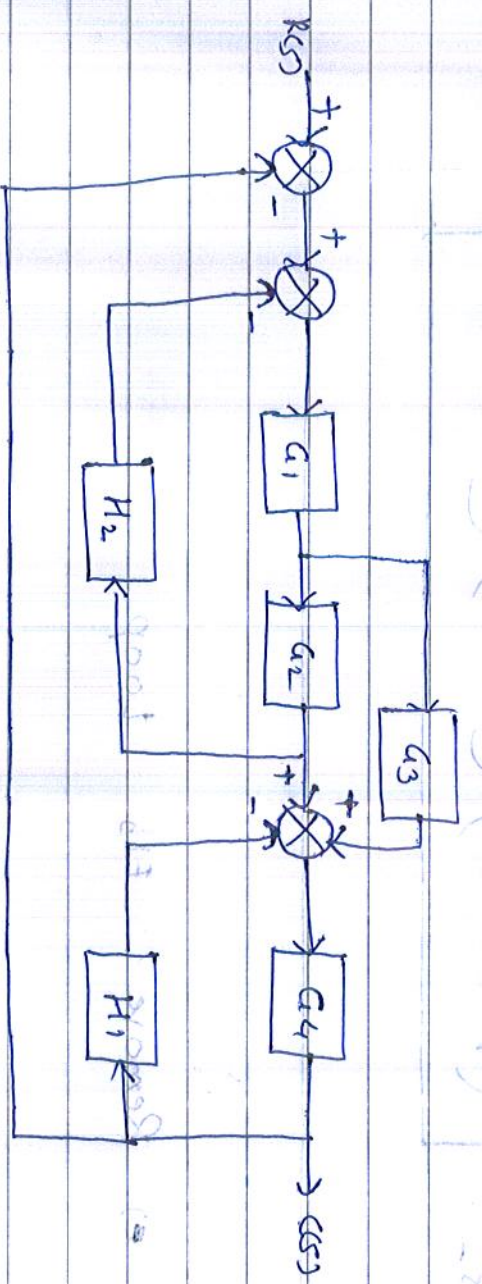 R(s) + + G1 G2 + G4 C(s)
- -
G3 +
H2 - H1